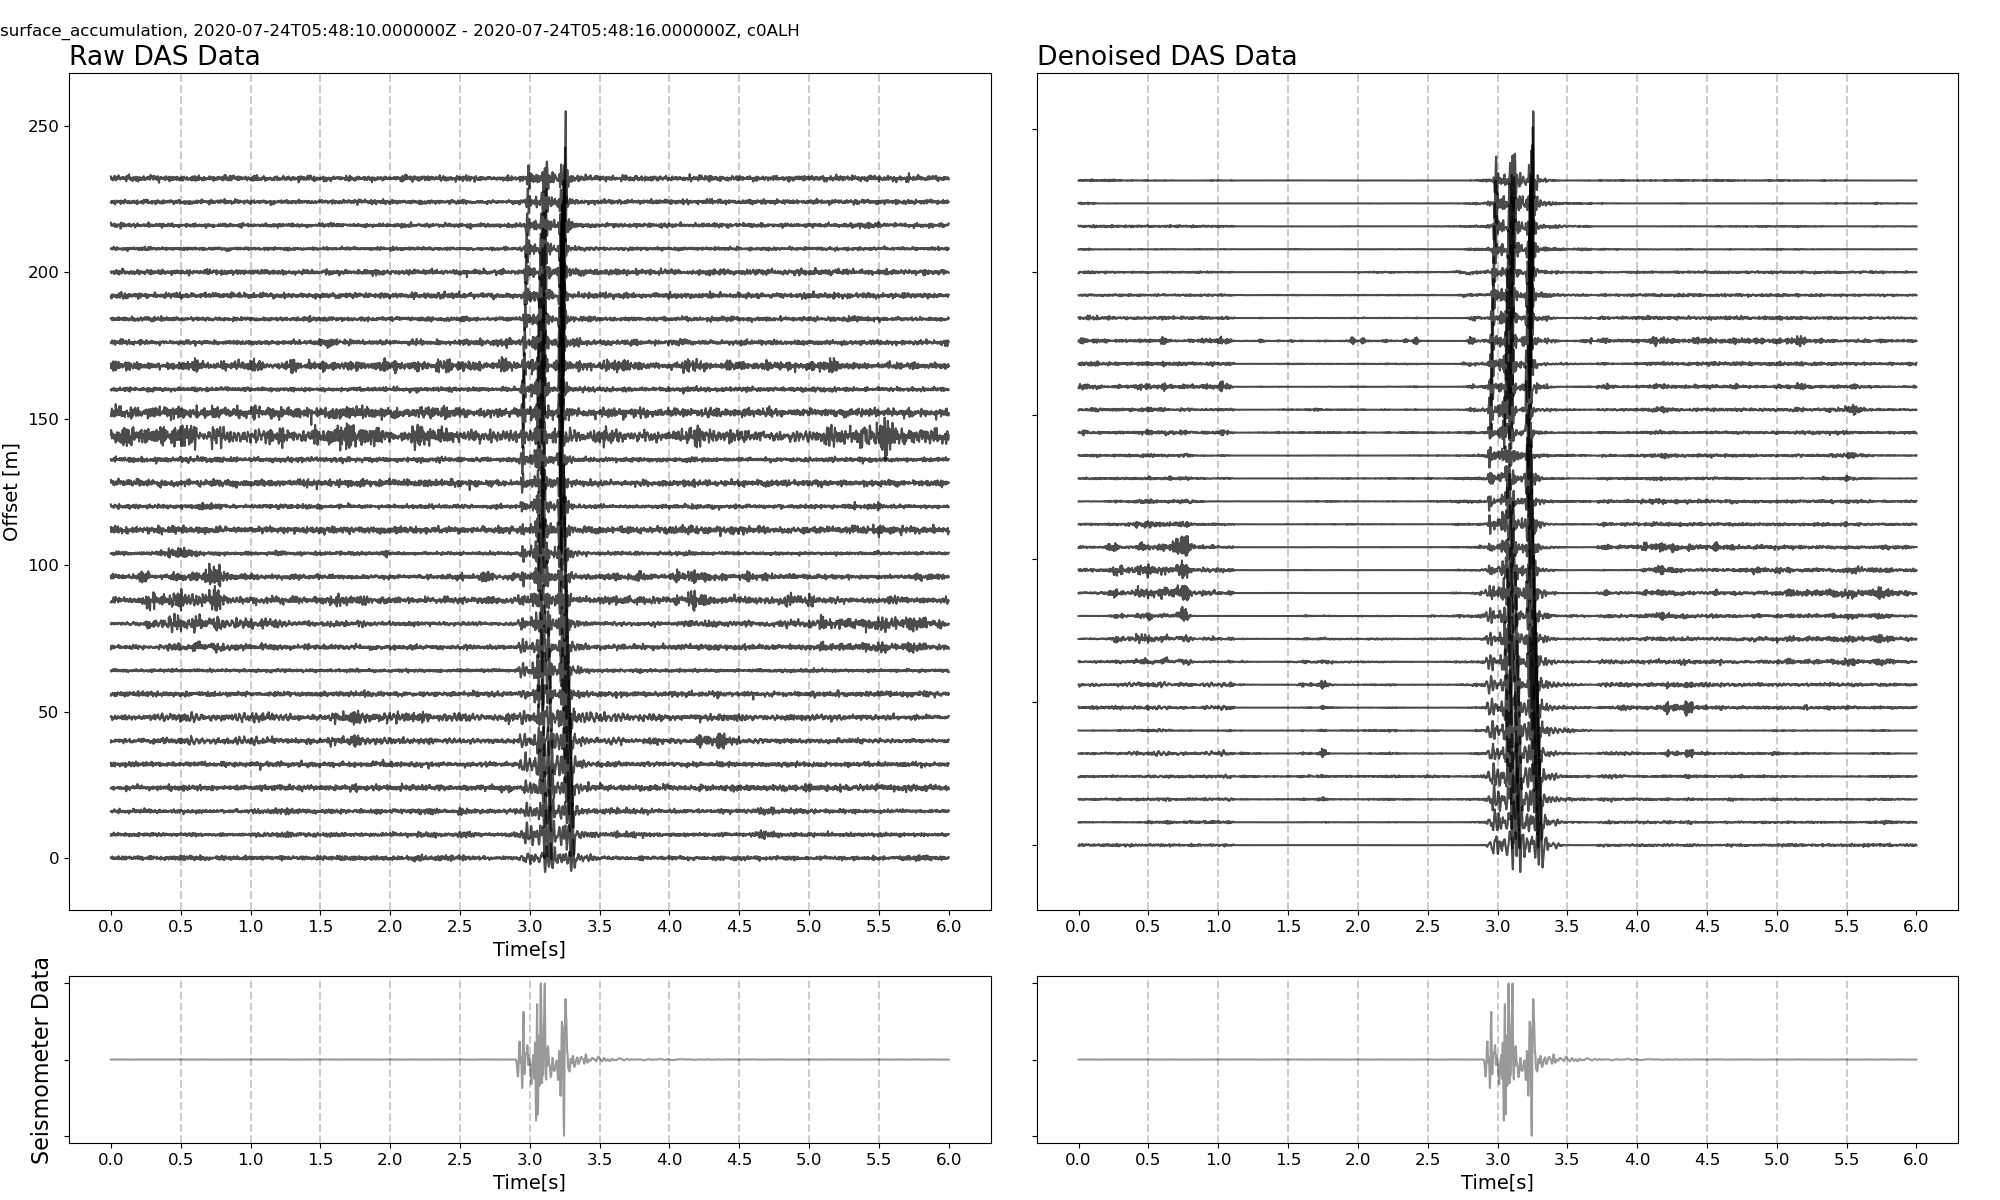 surface_accumulation, 2020-07-24T05:48:10.000000Z - 2020-07-24T05:48:16.000000Z, c0ALH
Raw DAS Data
Denoised DAS Data
Offset [m]
250
200
150
100
50
0
0.0 0.5 1.0 1.5 2.0 2.5 3.0 3.5 4.0 4.5 5.0 5.5 6.0
Time[s]
0.0 0.5 1.0 1.5 2.0 2.5 3.0 3.5 4.0 4.5 5.0 5.5 6.0
Seismometer Data
0.0 0.5 1.0 1.5 2.0 2.5 3.0 3.5 4.0 4.5 5.0 5.5 6.0
Time[s]
0.0 0.5 1.0 1.5 2.0 2.5 3.0 3.5 4.0 4.5 5.0 5.5 6.0
Time[s]